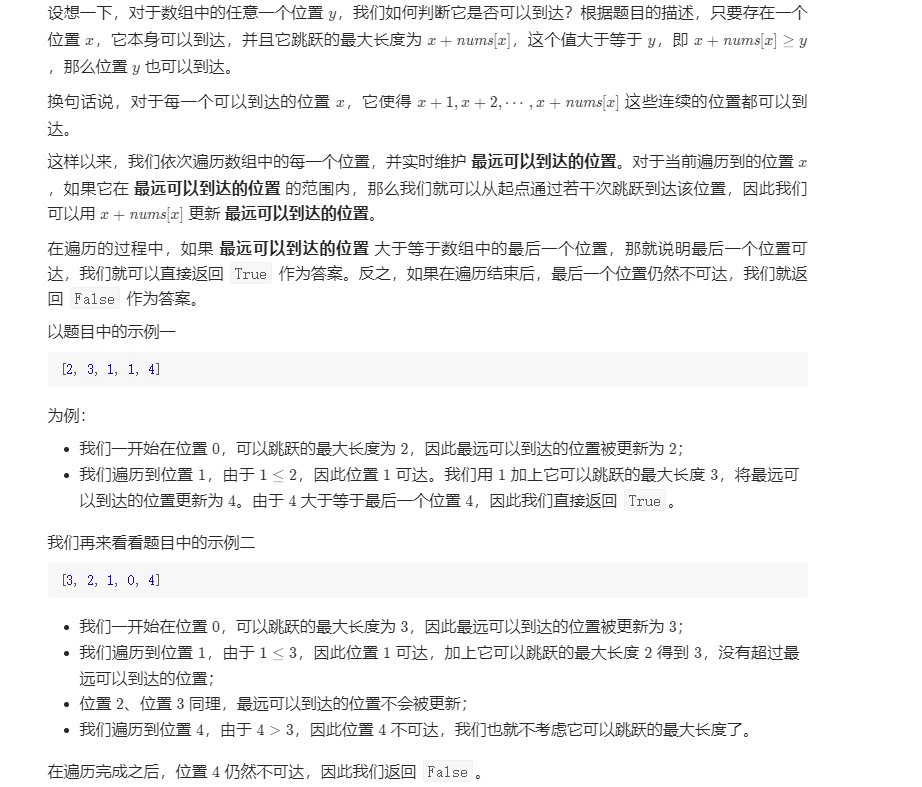 设想一下，对于数组中的任意一个位置 y，我们如何判断它是否可以到达？根据题目的描述，只要存在一个
位置 x，它本身可以到达，并且它跳跃的最大长度为 x + nums[x]，这个值大于等于 y，即 x + nums[x] ≥ y
，那么位置 y 也可以到达。
换句话说，对于每一个可以到达的位置 x，它使得 x + 1, x + 2, ⋯ , x + nums[x] 这些连续的位置都可以到
达。
这样以来，我们依次遍历数组中的每一个位置，并实时维护 最远可以到达的位置。对于当前遍历到的位置 x
，如果它在 最远可以到达的位置 的范围内，那么我们就可以从起点通过若干次跳跃到达该位置，因此我们
可以用 x + nums[x] 更新 最远可以到达的位置。
在遍历的过程中，如果 最远可以到达的位置 大于等于数组中的最后一个位置，那就说明最后一个位置可
达，我们就可以直接返回 True 作为答案。反之，如果在遍历结束后，最后一个位置仍然不可达，我们就返
回 False 作为答案。
以题目中的示例一
[2, 3, 1, 1, 4]
为例：
• 我们一开始在位置 0，可以跳跃的最大长度为 2，因此最远可以到达的位置被更新为 2；
• 我们遍历到位置 1，由于 1 ≤ 2，因此位置 1 可达。我们用 1 加上它可以跳跃的最大长度 3，将最远可
以到达的位置更新为 4。由于 4 大于等于最后一个位置 4，因此我们直接返回 True 。
我们再来看看题目中的示例二
[3, 2, 1, 0, 4]
• 我们一开始在位置 0，可以跳跃的最大长度为 3，因此最远可以到达的位置被更新为 3；
• 我们遍历到位置 1，由于 1 ≤ 3，因此位置 1 可达，加上它可以跳跃的最大长度 2 得到 3，没有超过最
远可以到达的位置；
• 位置 2、位置 3 同理，最远可以到达的位置不会被更新；
• 我们遍历到位置 4，由于 4 > 3，因此位置 4 不可达，我们也就不考虑它可以跳跃的最大长度了。
在遍历完成之后，位置 4 仍然不可达，因此我们返回 False 。